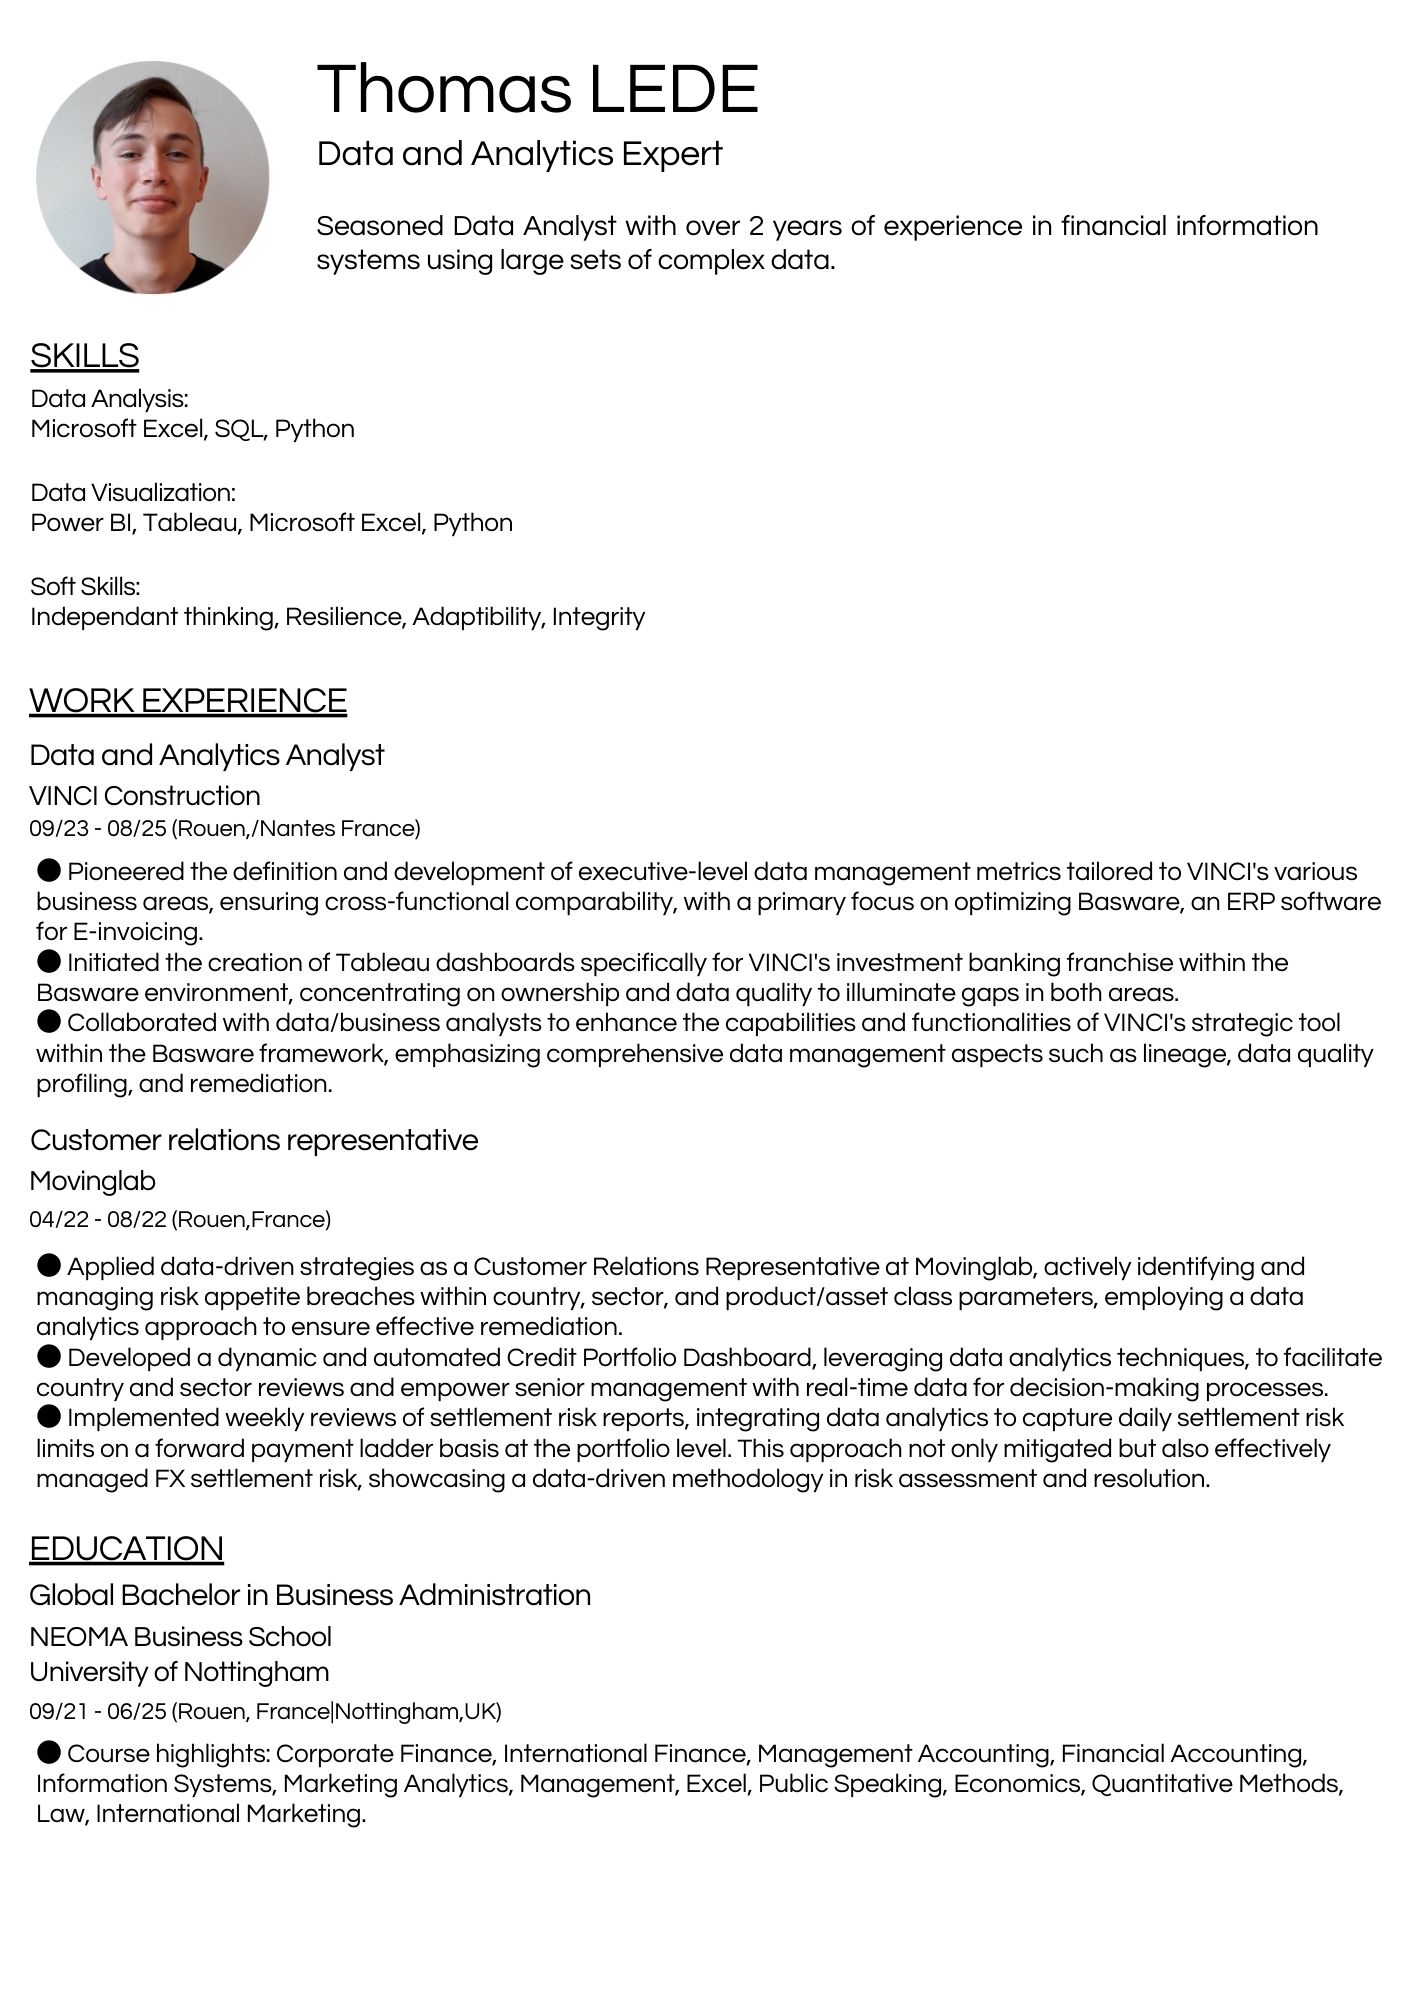 Thomas LEDE
Data and Analytics Expert
Seasoned Data Analyst with over 2 years of experience in financial information
systems using large sets of complex data.
SKILLS
Data Analysis:
Microsoft Excel, SQL, Python
Data Visualization:
Power BI, Tableau, Microsoft Excel, Python
Soft Skills:
Independant thinking, Resilience, Adaptibility, Integrity
WORK EXPERIENCE
Data and Analytics Analyst
VINCI Construction
09/23 - 08/25 (Rouen,/Nantes France)
● Pioneered the definition and development of executive-level data management metrics tailored to VINCI's various
business areas, ensuring cross-functional comparability, with a primary focus on optimizing Basware, an ERP software
for E-invoicing.
● Initiated the creation of Tableau dashboards specifically for VINCI's investment banking franchise within the
Basware environment, concentrating on ownership and data quality to illuminate gaps in both areas.
● Collaborated with data/business analysts to enhance the capabilities and functionalities of VINCI's strategic tool
within the Basware framework, emphasizing comprehensive data management aspects such as lineage, data quality
profiling, and remediation.
Customer relations representative
Movinglab
04/22 - 08/22 (Rouen,France)
● Applied data-driven strategies as a Customer Relations Representative at Movinglab, actively identifying and
managing risk appetite breaches within country, sector, and product/asset class parameters, employing a data
analytics approach to ensure effective remediation.
● Developed a dynamic and automated Credit Portfolio Dashboard, leveraging data analytics techniques, to facilitate
country and sector reviews and empower senior management with real-time data for decision-making processes.
● Implemented weekly reviews of settlement risk reports, integrating data analytics to capture daily settlement risk
limits on a forward payment ladder basis at the portfolio level. This approach not only mitigated but also effectively
managed FX settlement risk, showcasing a data-driven methodology in risk assessment and resolution.
EDUCATION
Global Bachelor in Business Administration
NEOMA Business School
University of Nottingham
09/21 - 06/25 (Rouen, France|Nottingham,UK)
● Course highlights: Corporate Finance, International Finance, Management Accounting, Financial Accounting,
Information Systems, Marketing Analytics, Management, Excel, Public Speaking, Economics, Quantitative Methods,
Law, International Marketing.